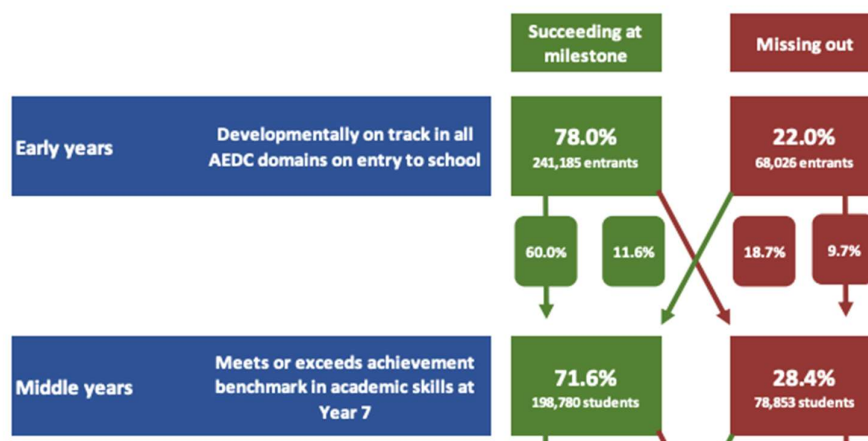 Succeeding at
milestone
Missing out
Early years
Developmentally on track in all
AEDC domains on entry to school
78.0%
241,185 entrants
22.0%
68,026 entrants
60.0%
11.6%
18.7%
9.7%
Middle years
Meets or exceeds achievement
benchmark in academic skills at
Year 7
71.6%
198,780 students
28.4%
78,853 students